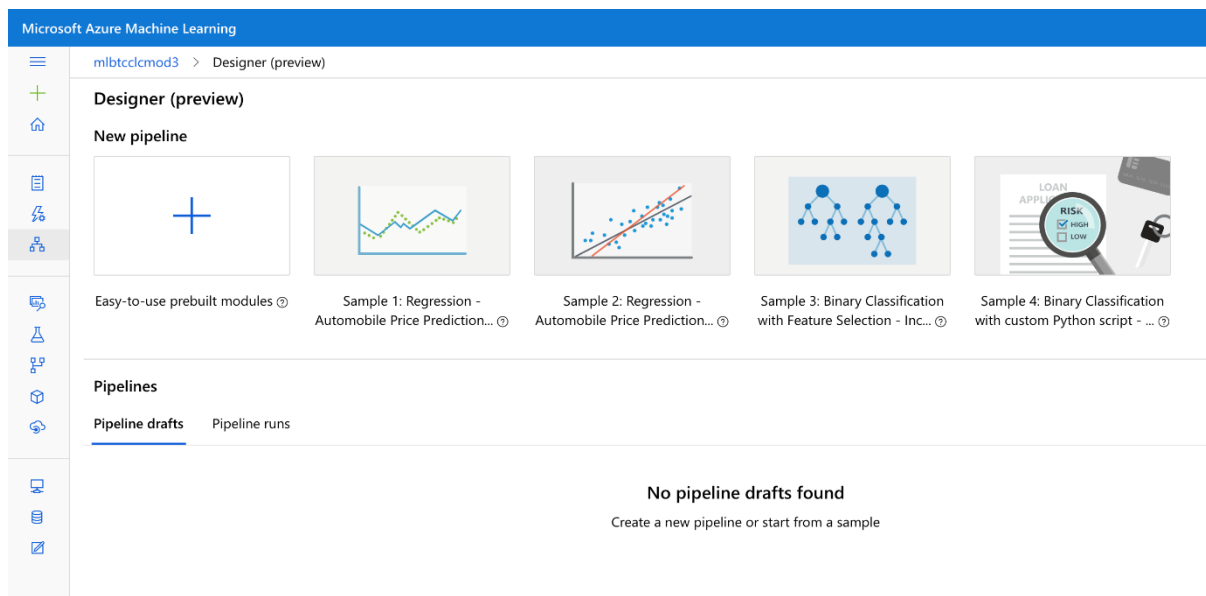 Microsoft Azure Machine Learning
mlbtcclcmod3 > Designer (preview)
Designer (preview)
New pipeline
LOAN
APPLIC
RISK
HIGH
LOW
Easy-to-use prebuilt modules
Sample 1: Regression -
Automobile Price Prediction...
Sample 2: Regression -
Automobile Price Prediction...
Sample 3: Binary Classification
with Feature Selection - Inc...
Sample 4: Binary Classification
with custom Python script - ...
Pipelines
Pipeline drafts Pipeline runs
No pipeline drafts found
Create a new pipeline or start from a sample